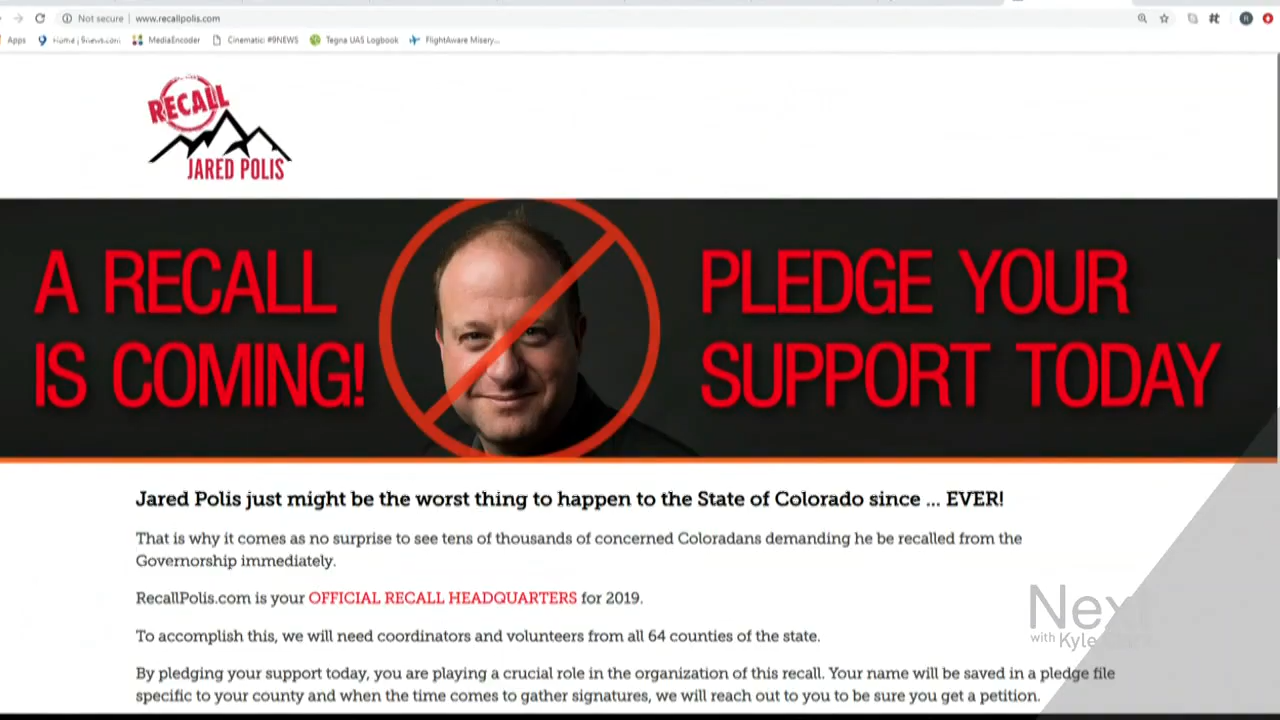 Not secure | www.recallpolis.com
Apps Home | 9news.com MediaEncoder Cinematic #9NEWS Tegna UAS Logbook FlightAware Misery...
RECALL
JARED POLIS
A RECALL
IS COMING!
PLEDGE YOUR
SUPPORT TODAY
Jared Polis just might be the worst thing to happen to the State of Colorado since ... EVER!
That is why it comes as no surprise to see tens of thousands of concerned Coloradans demanding he be recalled from the
Governorship immediately.
RecallPolis.com is your OFFICIAL RECALL HEADQUARTERS for 2019.
To accomplish this, we will need coordinators and volunteers from all 64 counties of the state.
By pledging your support today, you are playing a crucial role in the organization of this recall. Your name will be saved in a pledge file
specific to your county and when the time comes to gather signatures, we will reach out to you to be sure you get a petition.
Next
with Kyle